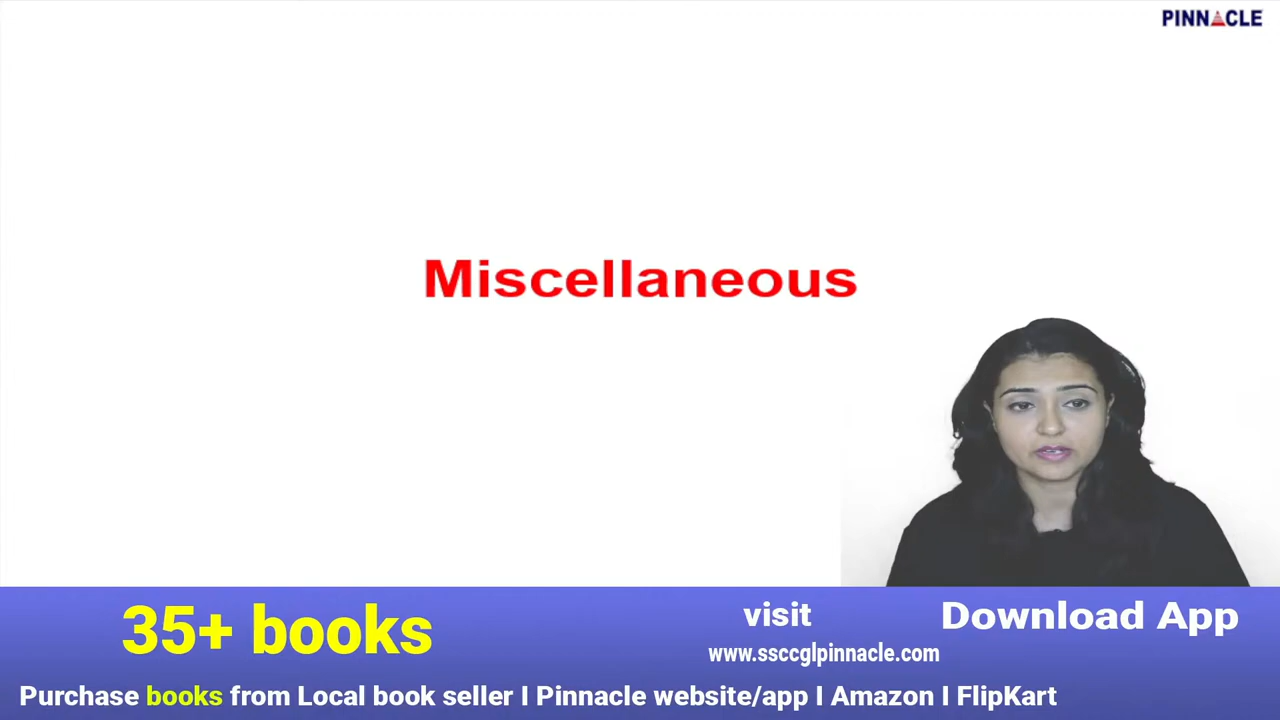 PINNACLE
Miscellaneous
35+ books
visit
www.ssccglpinnacle.com
Download App
Purchase books from Local book seller I Pinnacle website/app I Amazon I FlipKart